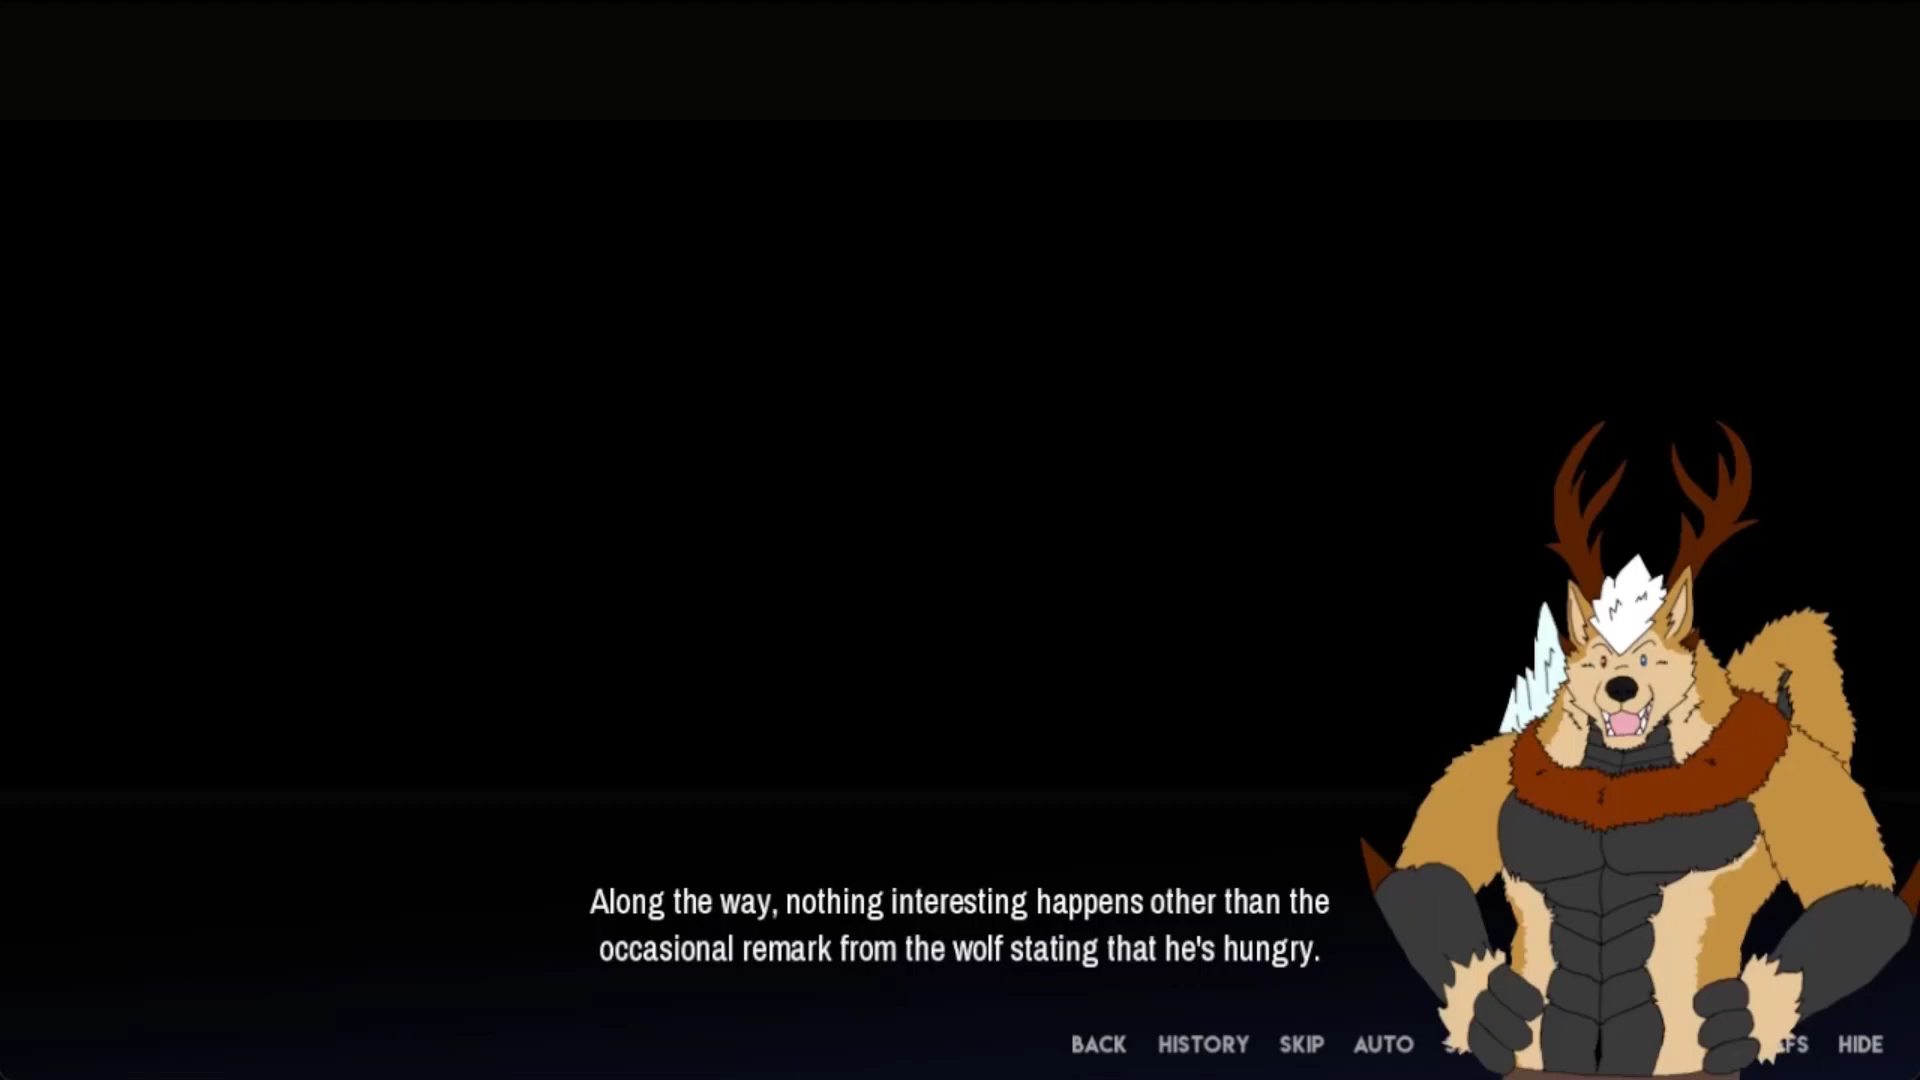 Along the way, nothing interesting happens other than the
occasional remark from the wolf stating that he's hungry.
BACK HISTORY SKIP AUTO HIDE